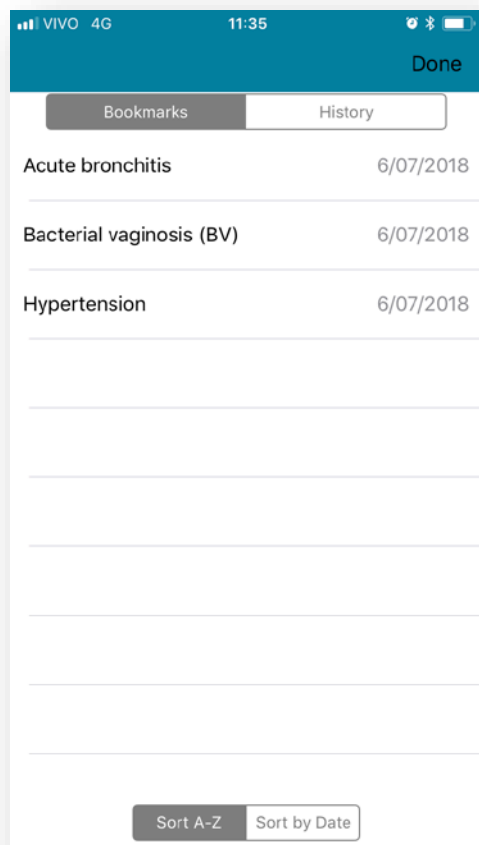 VIVO 4G 11:35
Done
Bookmarks History
Acute bronchitis 6/07/2018
Bacterial vaginosis (BV) 6/07/2018
Hypertension 6/07/2018
Sort A-Z Sort by Date